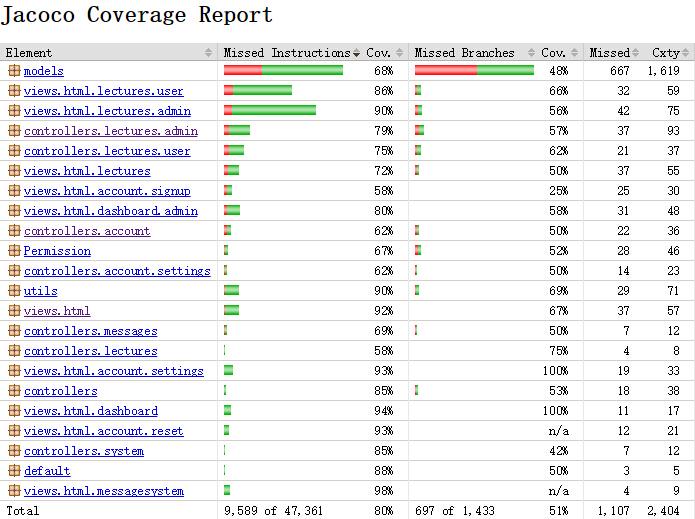 Jacoco Coverage Report
Element Missed Instructions Cov. Missed Branches Cov. Missed Cxty
models 68% 48% 667 1,619
views.html.lectures.user 86% 66% 32 59
views.html.lectures.admin 90% 56% 42 75
controllers.lectures.admin 79% 57% 37 93
controllers.lectures.user 75% 62% 21 37
views.html.lectures 72% 50% 37 55
views.html.account.signup 58% 25% 25 30
views.html.dashboard.admin 80% 58% 31 48
controllers.account 62% 50% 22 36
Permission 67% 52% 28 46
controllers.account.settings 62% 50% 14 23
utils 90% 69% 29 71
views.html 92% 67% 37 57
controllers.messages 69% 50% 7 12
controllers.lectures 58% 75% 4 8
views.html.account.settings 93% 100% 19 33
controllers 85% 53% 18 38
views.html.dashboard 94% 100% 11 17
views.html.account.reset 93% n/a 12 21
controllers.system 85% 42% 7 12
default 88% 50% 3 5
views.html.messagesystem 98% n/a 4 9
Total 9,589 of 47,361 80% 697 of 1,433 51% 1,107 2,404